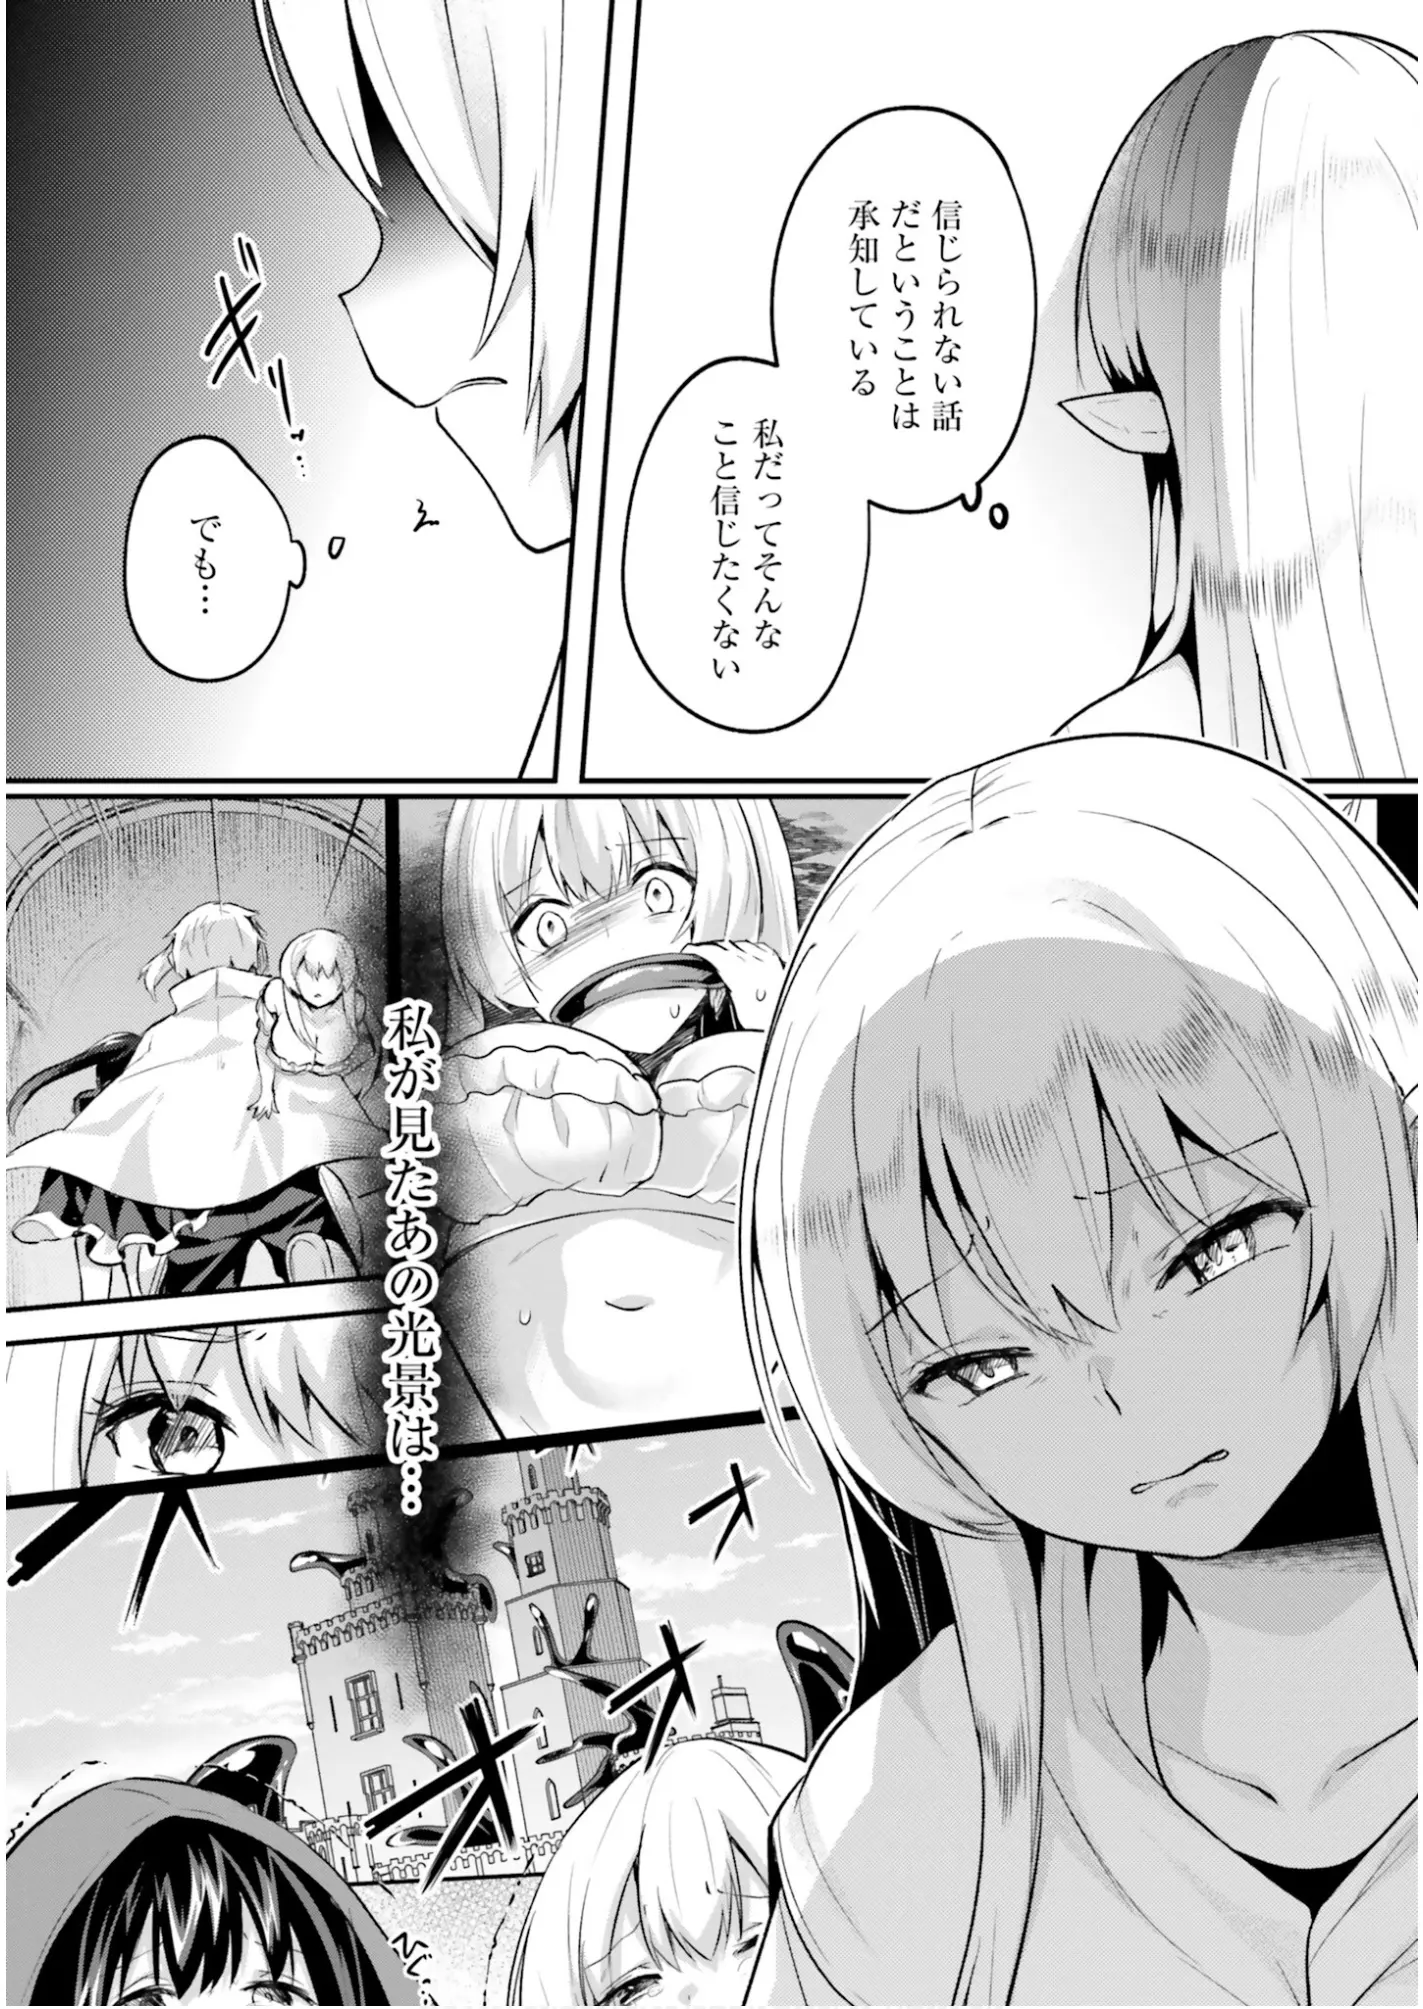 信じられない話
だということは
承知している
私だってそんな
こと信じたくない
ギリ…
でも…
私が見たあの光景は…
ひぐ…